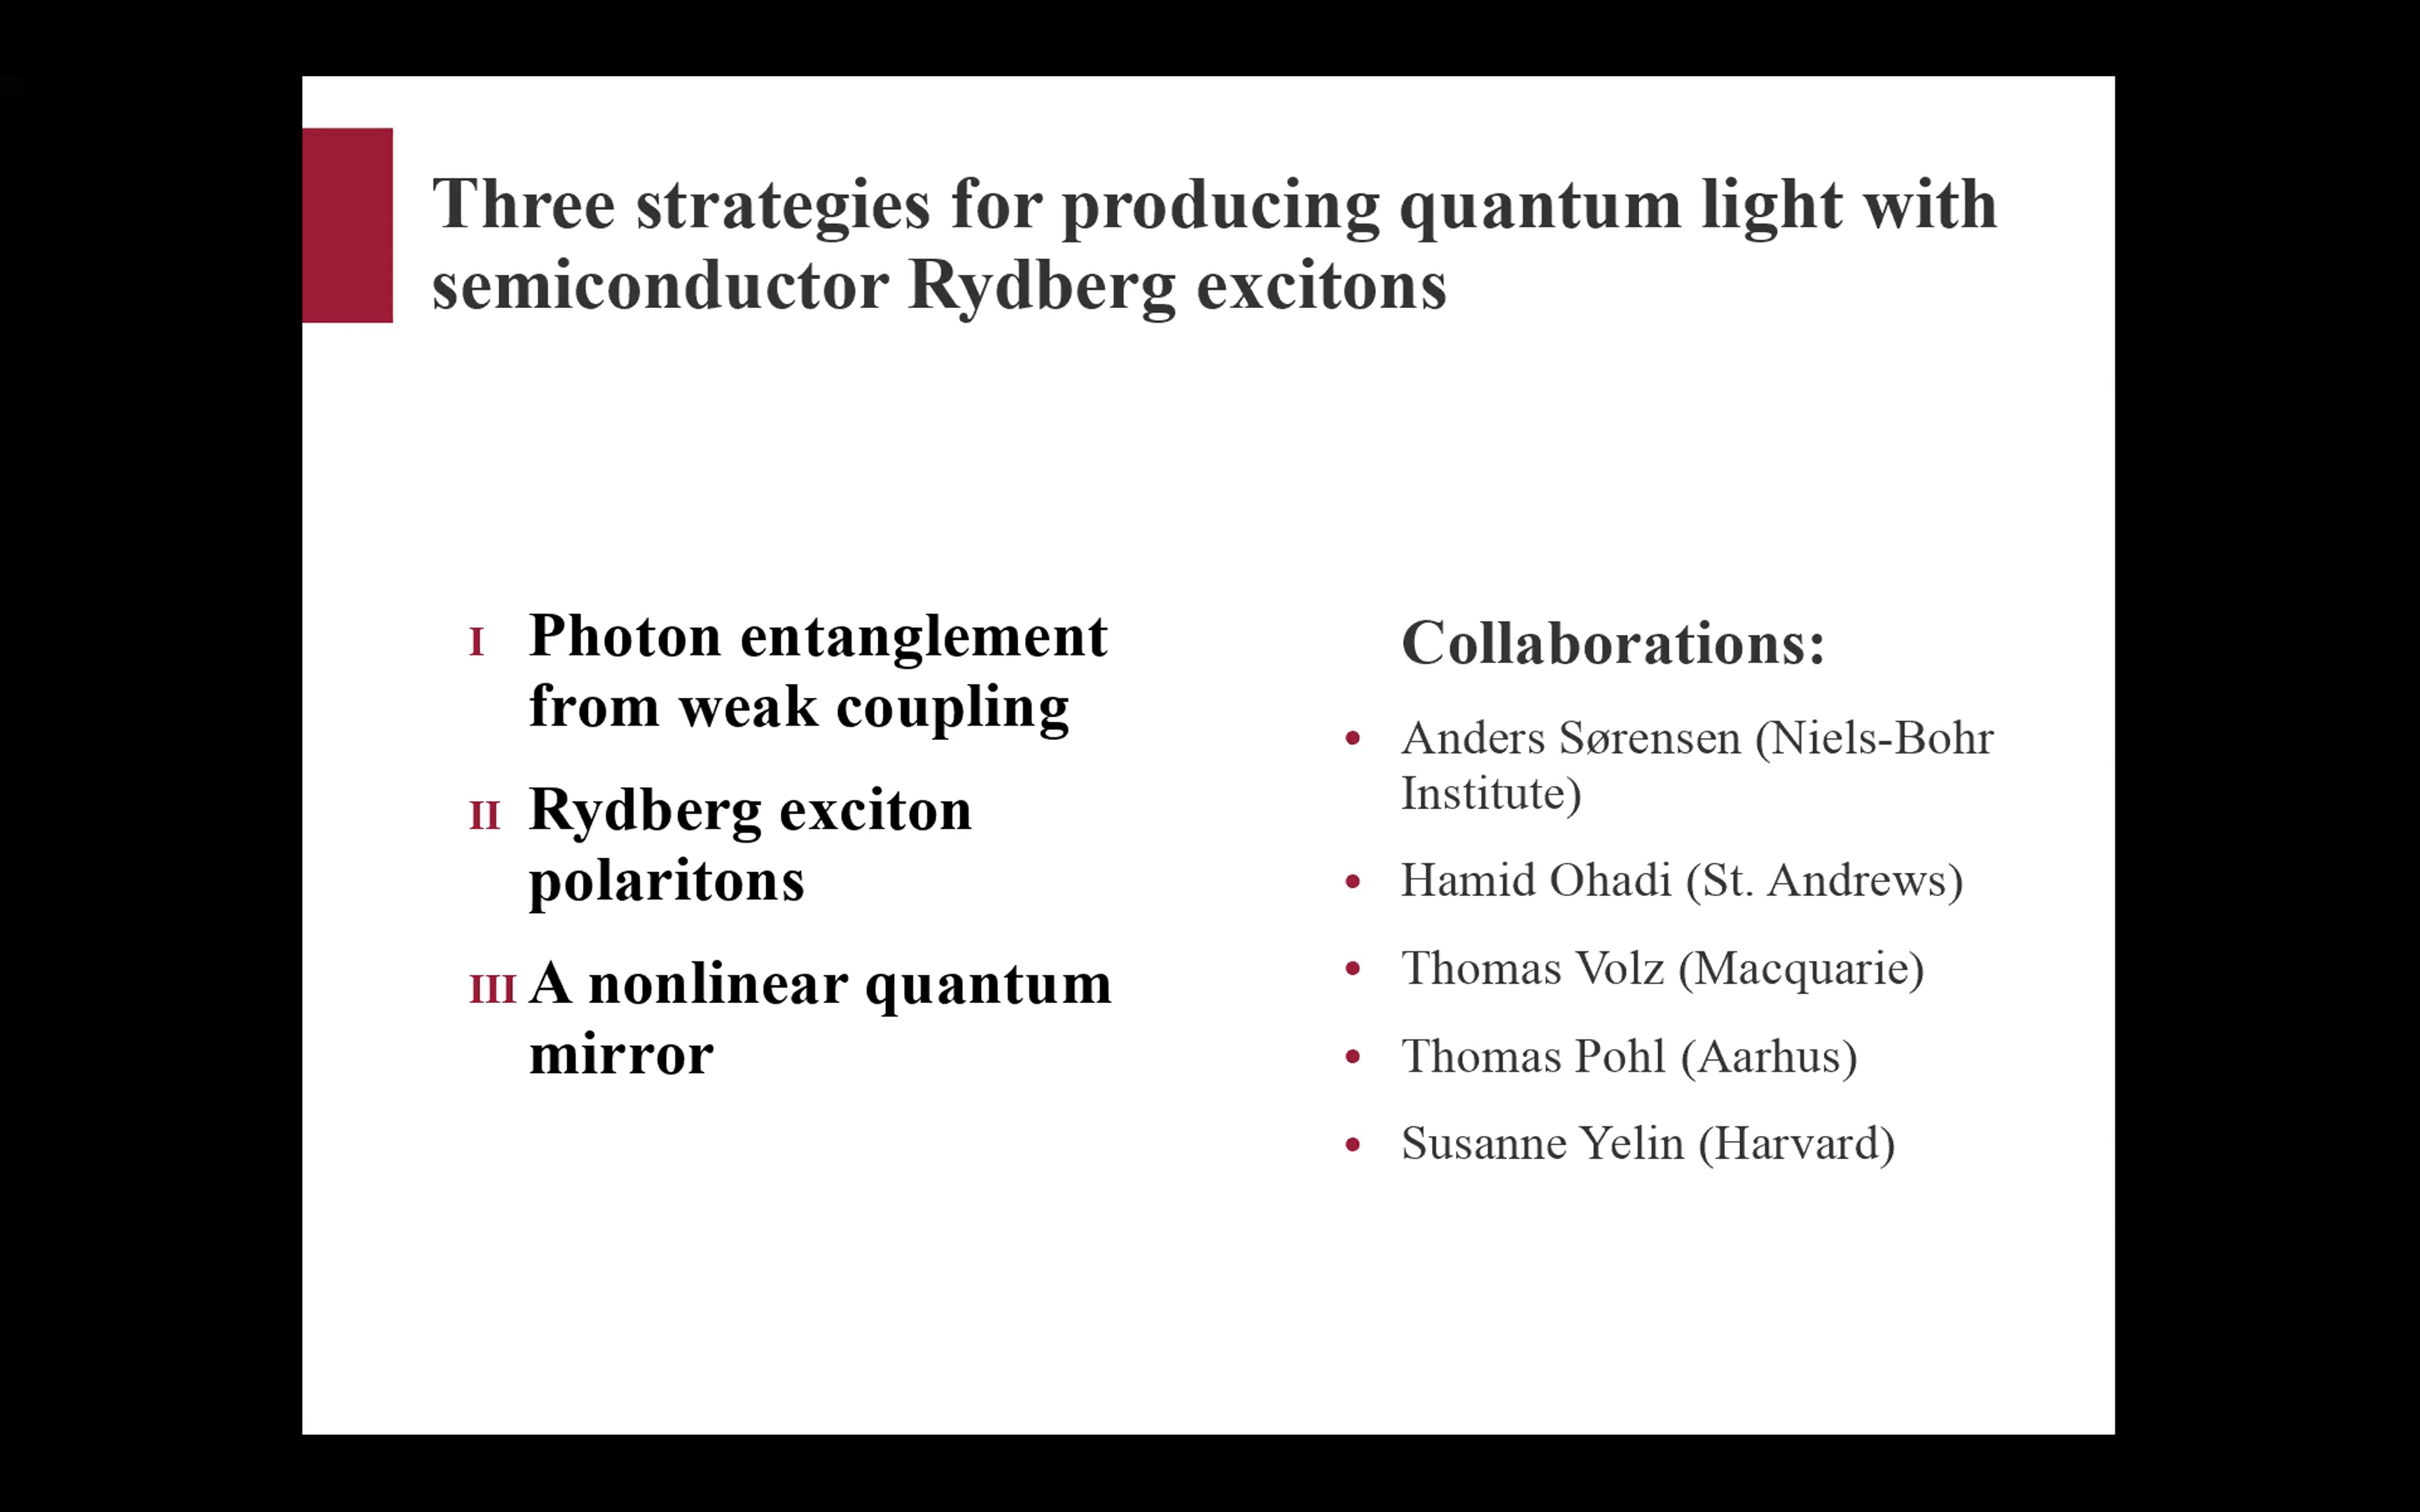 Three strategies for producing quantum light with
semiconductor Rydberg excitons
I Photon entanglement
from weak coupling
II Rydberg exciton
polaritons
III A nonlinear quantum
mirror
Collaborations:
• Anders Sørensen (Niels-Bohr
Institute)
• Hamid Ohadi (St. Andrews)
• Thomas Volz (Macquarie)
• Thomas Pohl (Aarhus)
• Susanne Yelin (Harvard)